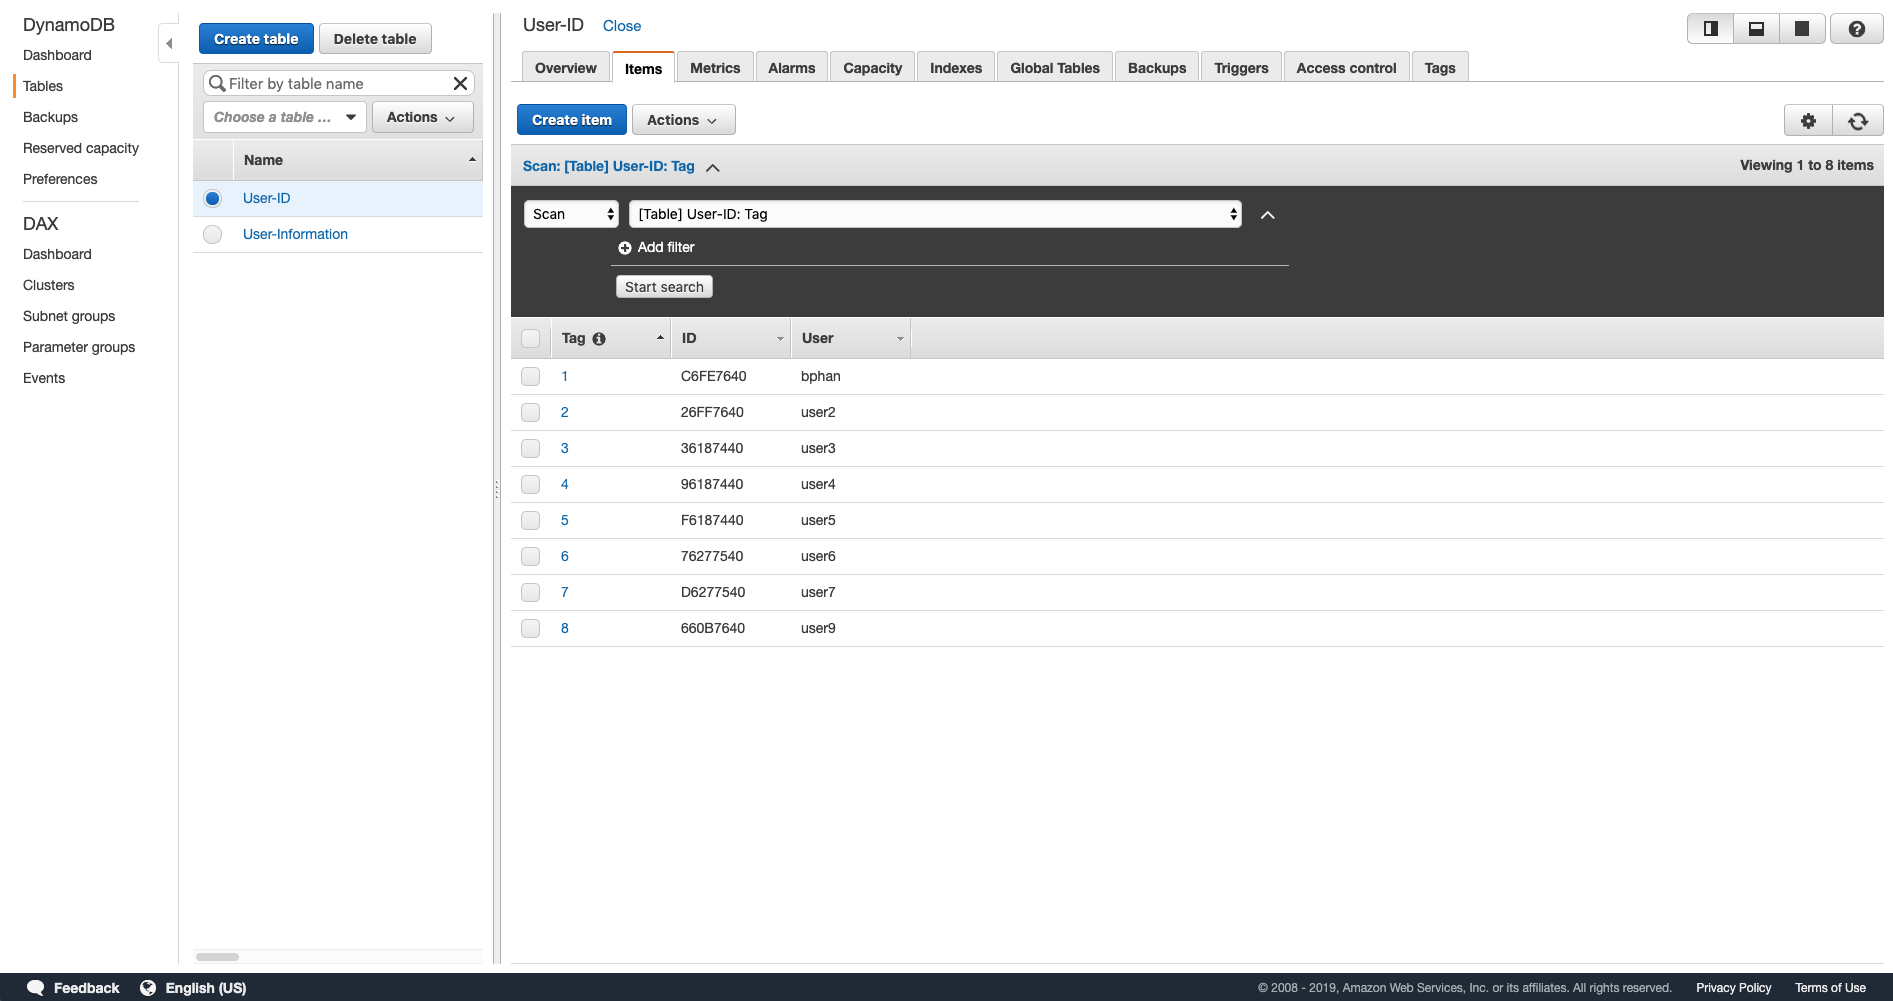 DynamoDB
Dashboard
Tables
Backups
Reserved capacity
Preferences
DAX
Dashboard
Clusters
Subnet groups
Parameter groups
Events
Create table Delete table
Filter by table name
Choose a table ... Actions
Name
User-ID
User-Information
User-ID Close
Overview Items Metrics Alarms Capacity Indexes Global Tables Backups Triggers Access control Tags
Create item Actions
Scan: [Table] User-ID: Tag Viewing 1 to 8 items
Scan [Table] User-ID: Tag
Add filter
Start search
Tag ID User
1 C6FE7640 bphan
2 26FF7640 user2
3 36187440 user3
4 96187440 user4
5 F6187440 user5
6 76277540 user6
7 D6277540 user7
8 660B7640 user9
Feedback English (US) © 2008 - 2019, Amazon Web Services, Inc. or its affiliates. All rights reserved. Privacy Policy Terms of Use